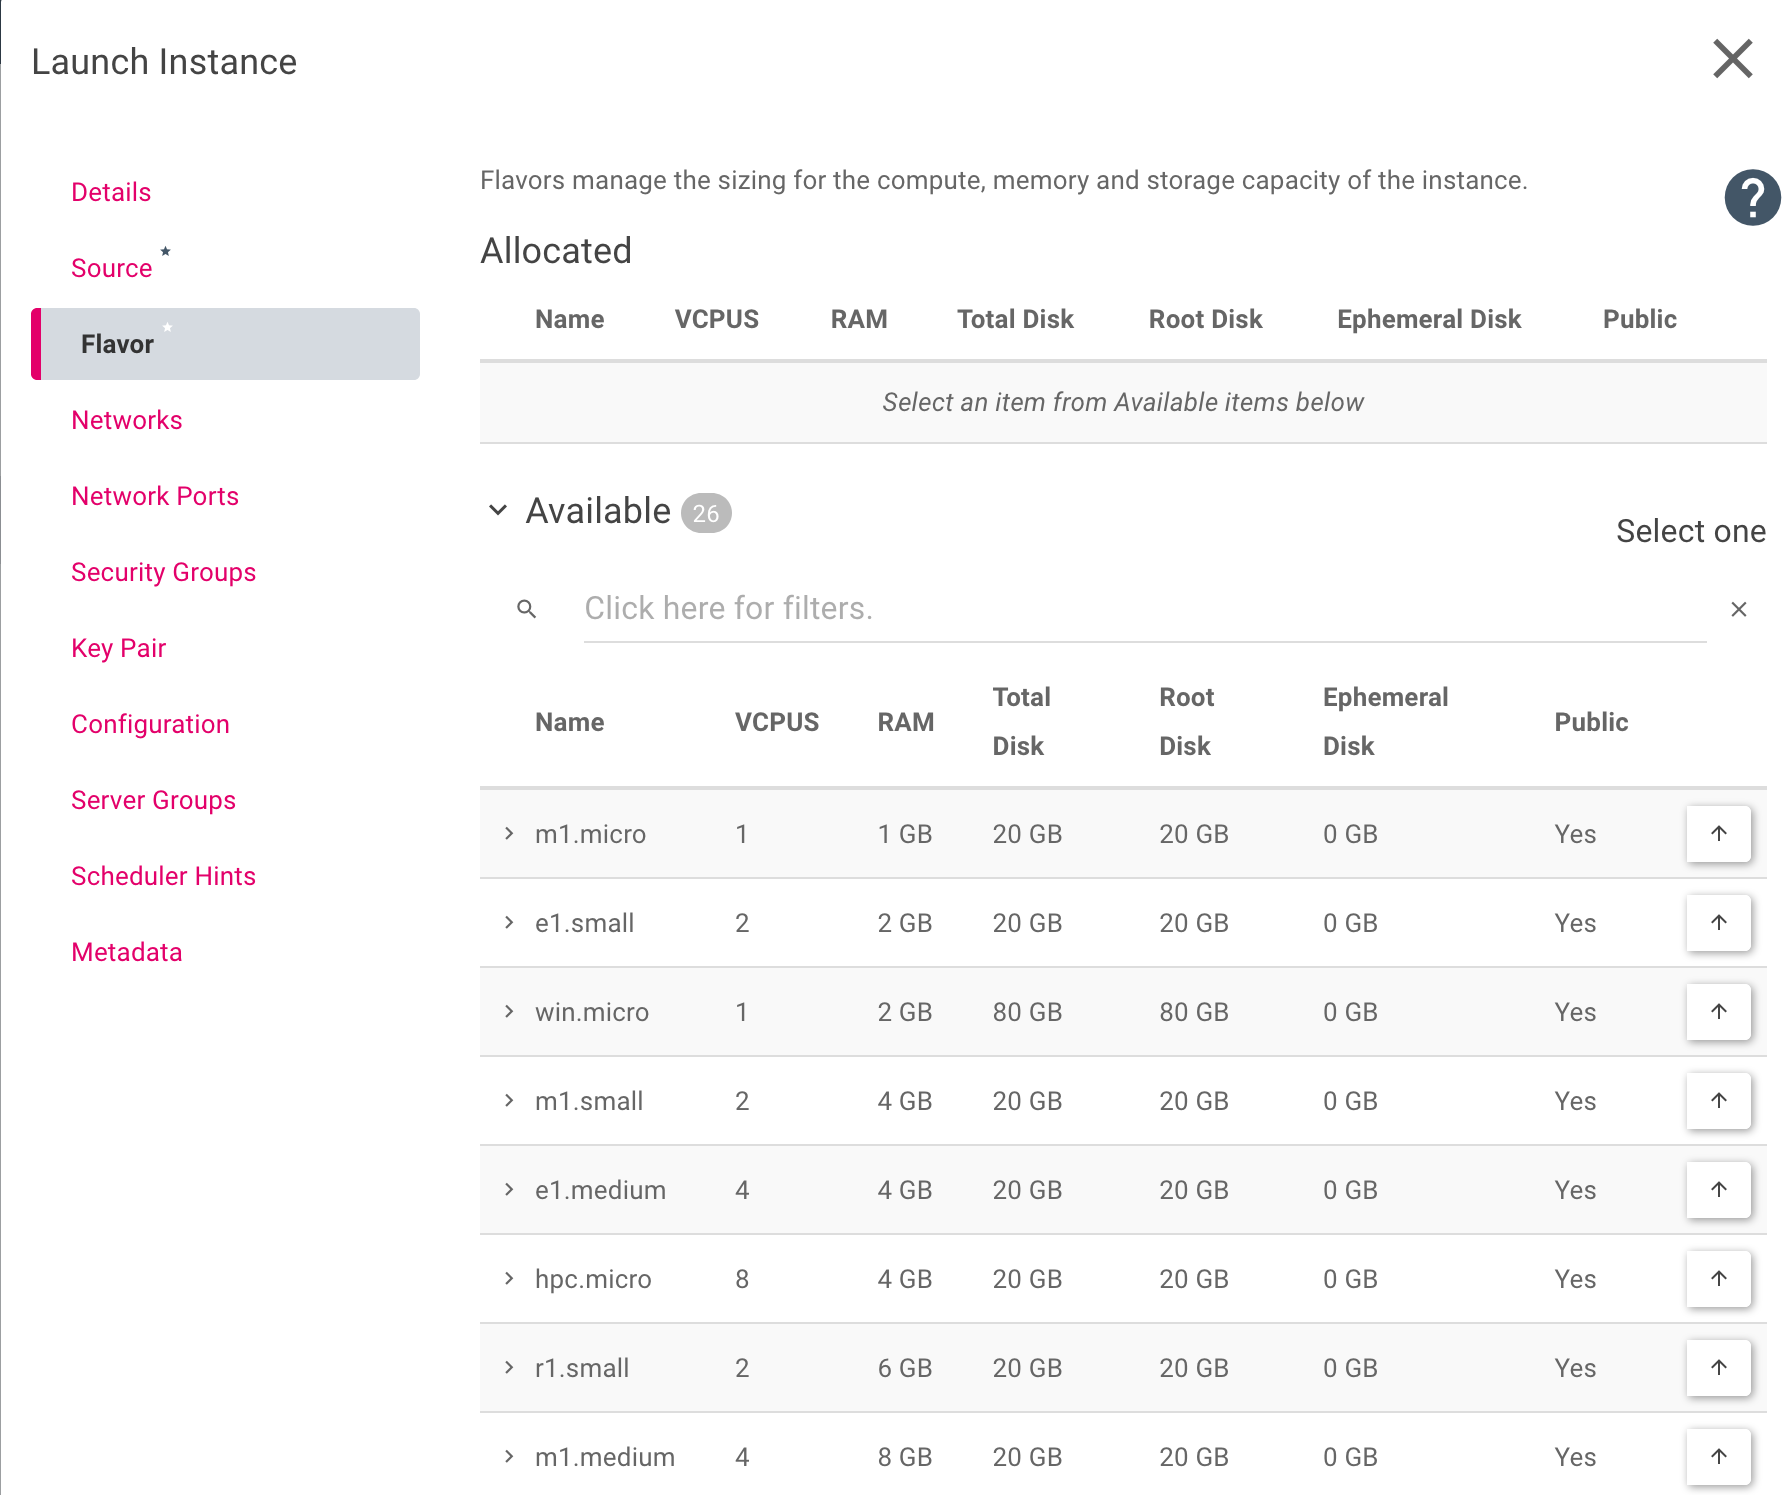 Launch Instance
Details
Source
Flavor
Networks
Network Ports
Security Groups
Key Pair
Configuration
Server Groups
Scheduler Hints
Metadata
Flavors manage the sizing for the compute, memory and storage capacity of the instance.
?
Allocated
Name VCPUS RAM Total Disk Root Disk Ephemeral Disk Public
Select an item from Available items below
Available 26
Select one
Click here for filters.
Name VCPUS RAM Total Disk Root Disk Ephemeral Disk Public
m1.micro 1 1 GB 20 GB 20 GB 0 GB Yes
e1.small 2 2 GB 20 GB 20 GB 0 GB Yes
win.micro 1 2 GB 80 GB 80 GB 0 GB Yes
m1.small 2 4 GB 20 GB 20 GB 0 GB Yes
e1.medium 4 4 GB 20 GB 20 GB 0 GB Yes
hpc.micro 8 4 GB 20 GB 20 GB 0 GB Yes
r1.small 2 6 GB 20 GB 20 GB 0 GB Yes
m1.medium 4 8 GB 20 GB 20 GB 0 GB Yes